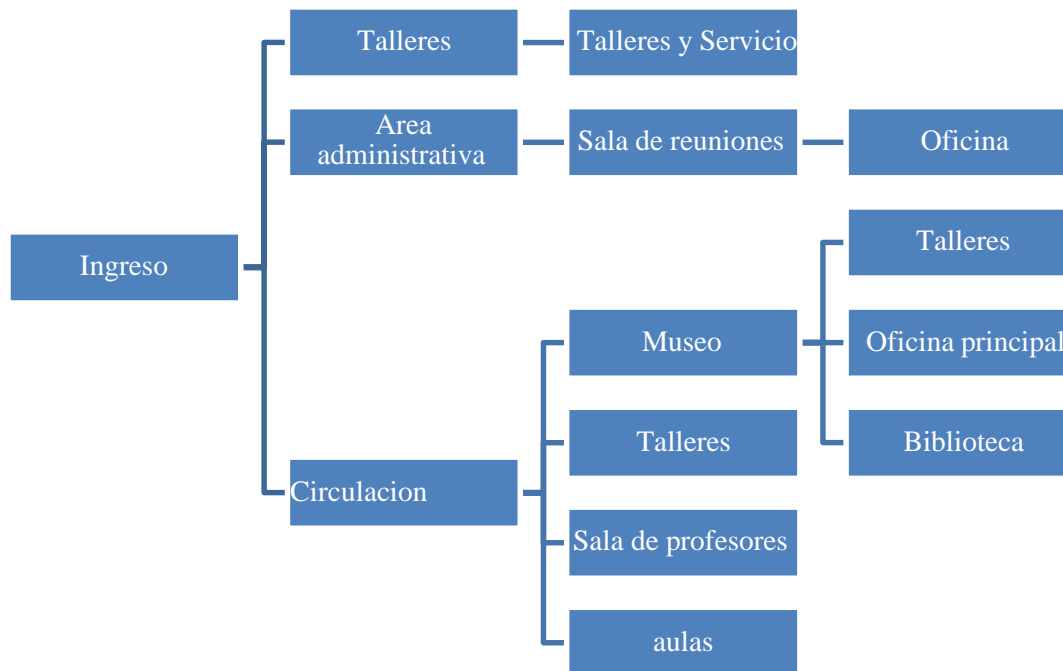 Talleres
Talleres y Servicio
Area
administrativa
Sala de reuniones
Oficina
Ingreso
Talleres
Museo
Oficina principal
Talleres
Biblioteca
Circulacion
Sala de profesores
aulas